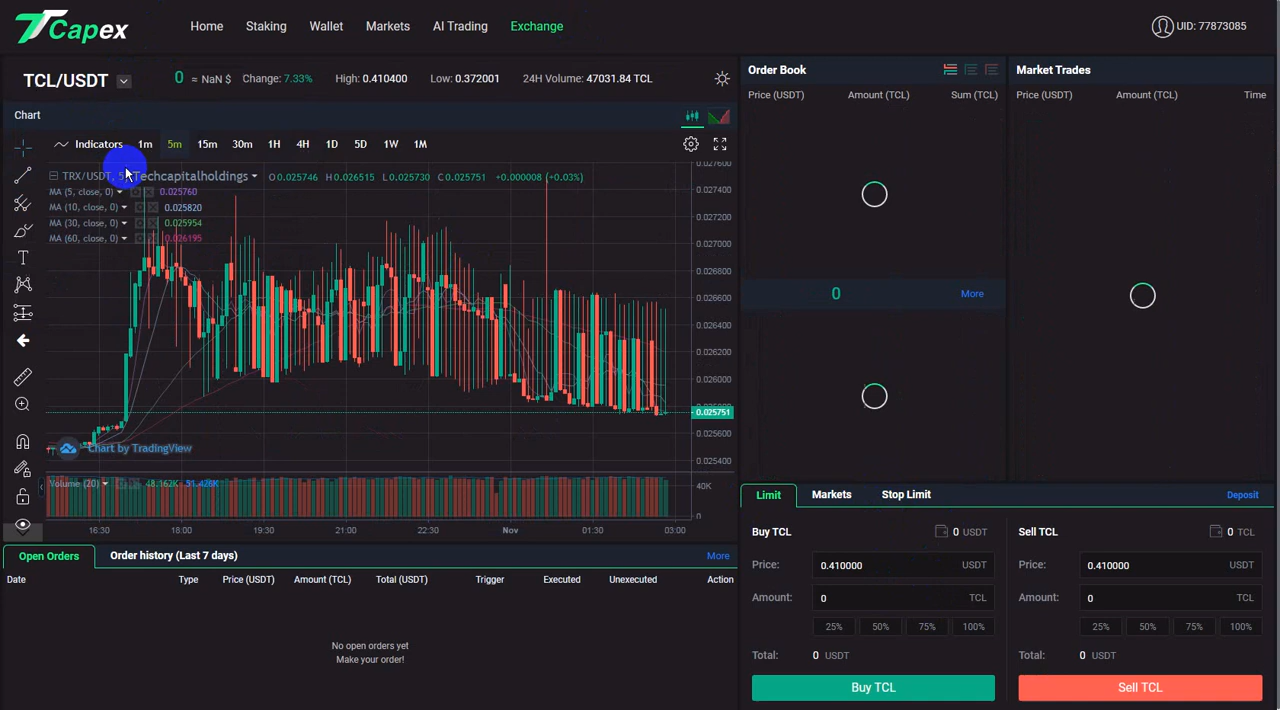 TCapex
Home Staking Wallet Markets AI Trading Exchange
UID: 77873085
TCL/USDT 0 ≈ NaN $ Change: 7.33% High: 0.410400 Low: 0.372001 24H Volume: 47031.84 TCL
Chart
Indicators 1m 5m 15m 30m 1H 4H 1D 5D 1W 1M
TRX/USDT, 5, Techcapitalholdings O0.025746 H0.026515 L0.025730 C0.025751 +0.000008 (+0.03%)
MA (5, close, 0) 0.025760
MA (10, close, 0) 0.025820
MA (30, close, 0) 0.025954
MA (60, close, 0) 0.026195
0.027600
0.027400
0.027200
0.027000
0.026800
0.026600
0.026400
0.026200
0.026000
0.025751
0.025600
0.025400
Chart by TradingView
Volume (20) 48.162K 51.426K
40K
0
16:30 18:00 19:30 21:00 22:30 Nov 01:30 03:00
Open Orders Order history (Last 7 days) More
Date Type Price (USDT) Amount (TCL) Total (USDT) Trigger Executed Unexecuted Action
No open orders yet
Make your order!
Order Book
Price (USDT) Amount (TCL) Sum (TCL)
0 More
Market Trades
Price (USDT) Amount (TCL) Time
Limit Markets Stop Limit Deposit
Buy TCL 0 USDT
Price: 0.410000 USDT
Amount: 0 TCL
25% 50% 75% 100%
Total: 0 USDT
Buy TCL
Sell TCL 0 TCL
Price: 0.410000 USDT
Amount: 0 TCL
25% 50% 75% 100%
Total: 0 USDT
Sell TCL